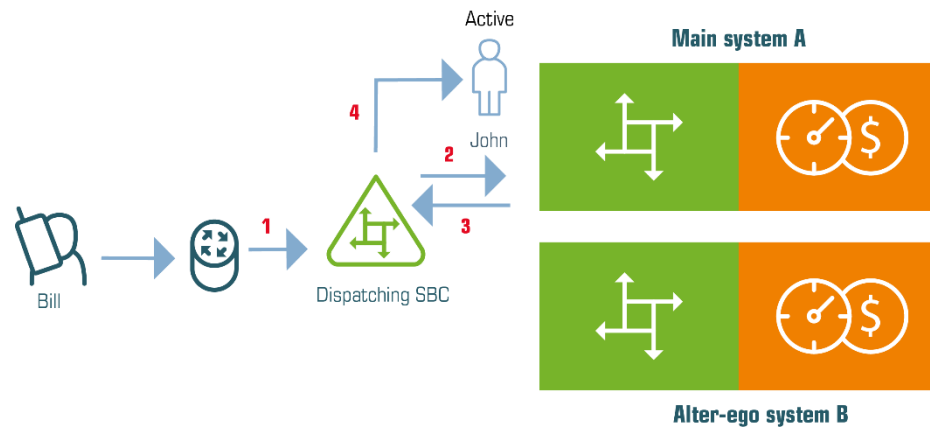 Active
Main system A
4
John
2
$
1
3
Bill
Dispatching SBC
$
Alter-ego system B